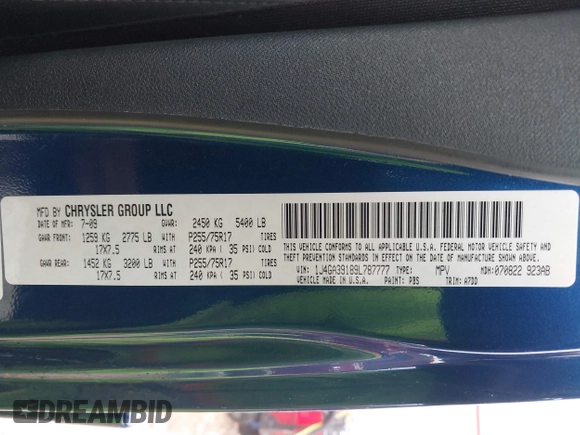 MFD BY CHRYSLER GROUP LLC
DATE OF MFR: 7-09 GVWR: 2450 KG 5400 LB
GAWR FRONT: 1259 KG 2775 LB WITH P255/75R17 TIRES
17X7.5 RIMS AT 240 KPA ( 35 PSI) COLD
GAWR REAR: 1452 KG 3200 LB WITH P255/75R17 TIRES
17X7.5 RIMS AT 240 KPA ( 35 PSI) COLD
THIS VEHICLE CONFORMS TO ALL APPLICABLE U.S.A. FEDERAL MOTOR VEHICLE SAFETY,
BUMPER, AND THEFT PREVENTION STANDARDS IN EFFECT ON THE
DATE OF MANUFACTURE SHOWN ABOVE.
VIN: 1J4GA39189L787777 TYPE: MPV MDH: 070822 923AB
VEHICLE MADE IN U.S.A. PAINT: PBS TRIM: A7DD
DREAMBID